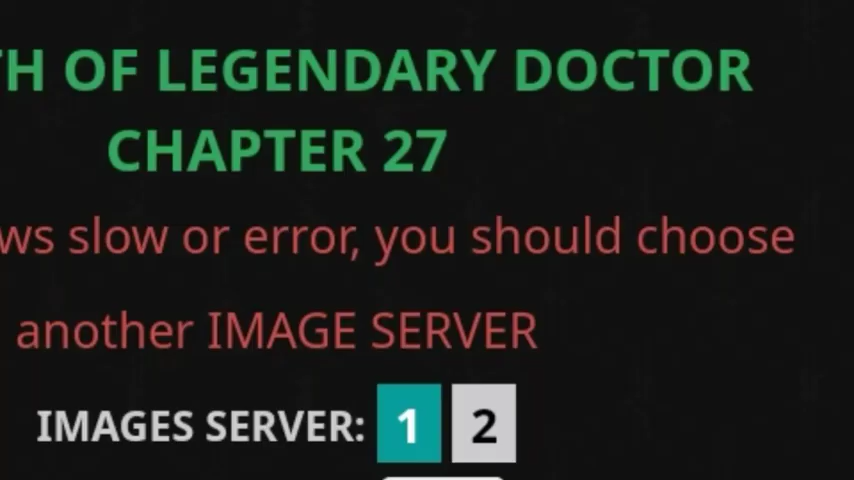 TH OF LEGENDARY DOCTOR
CHAPTER 27
ws slow or error, you should choose
another IMAGE SERVER
IMAGES SERVER: 1 2